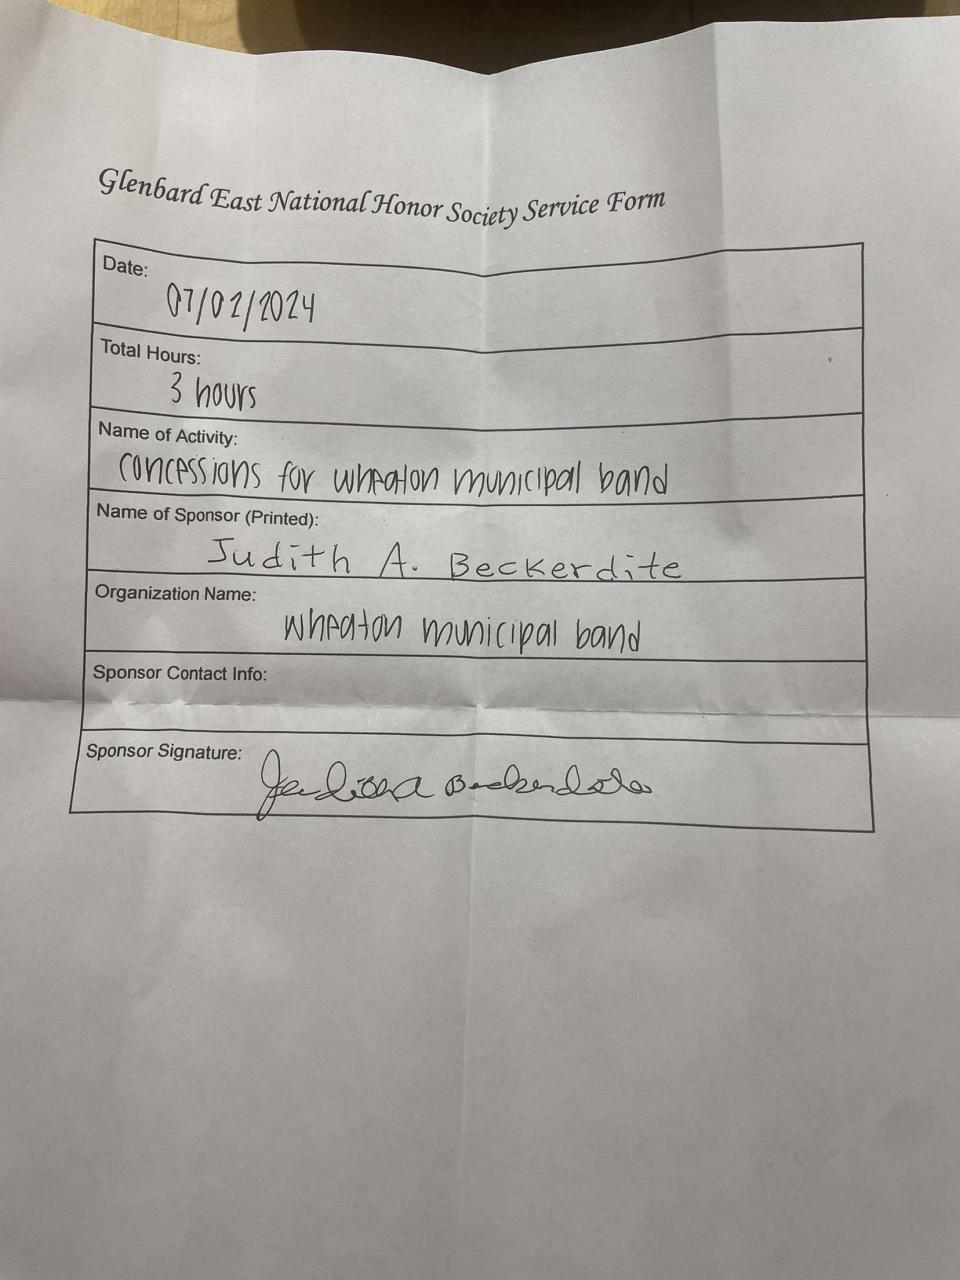 Glenbard East National Honor Society Service Form
Date:
07/02/2024
Total Hours:
3 hours
Name of Activity:
concessions for wheaton municipal band
Name of Sponsor (Printed):
Judith A. Beckerdite
Organization Name:
wheaton municipal band
Sponsor Contact Info:
Sponsor Signature:
Judith A Beckerdite